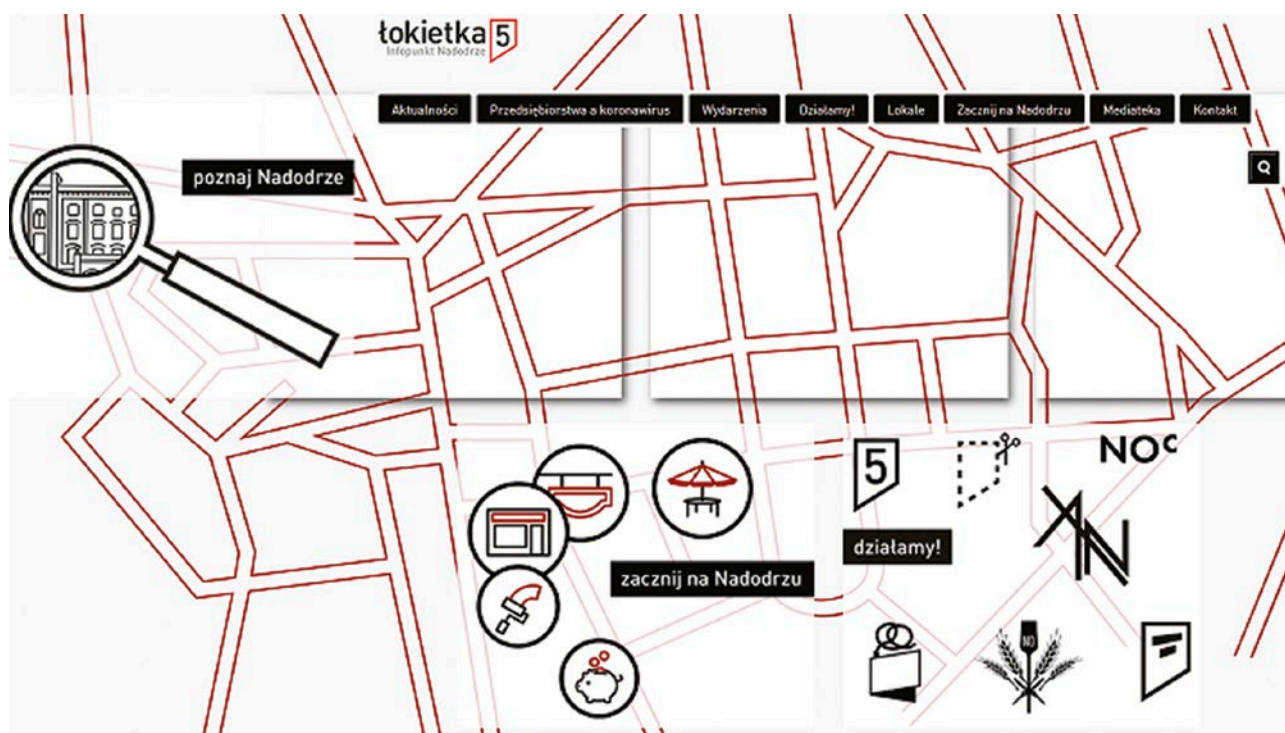 łokietka 5
Infopunkt Nadodrze
Aktualności Przedsiębiorstwa a koronawirus Wydarzenia Działamy! Lokale Zacznij na Nadodrzu Mediateka Kontakt
poznaj Nadodrze
5
NOC
działamy!
zacznij na Nadodrzu
NO